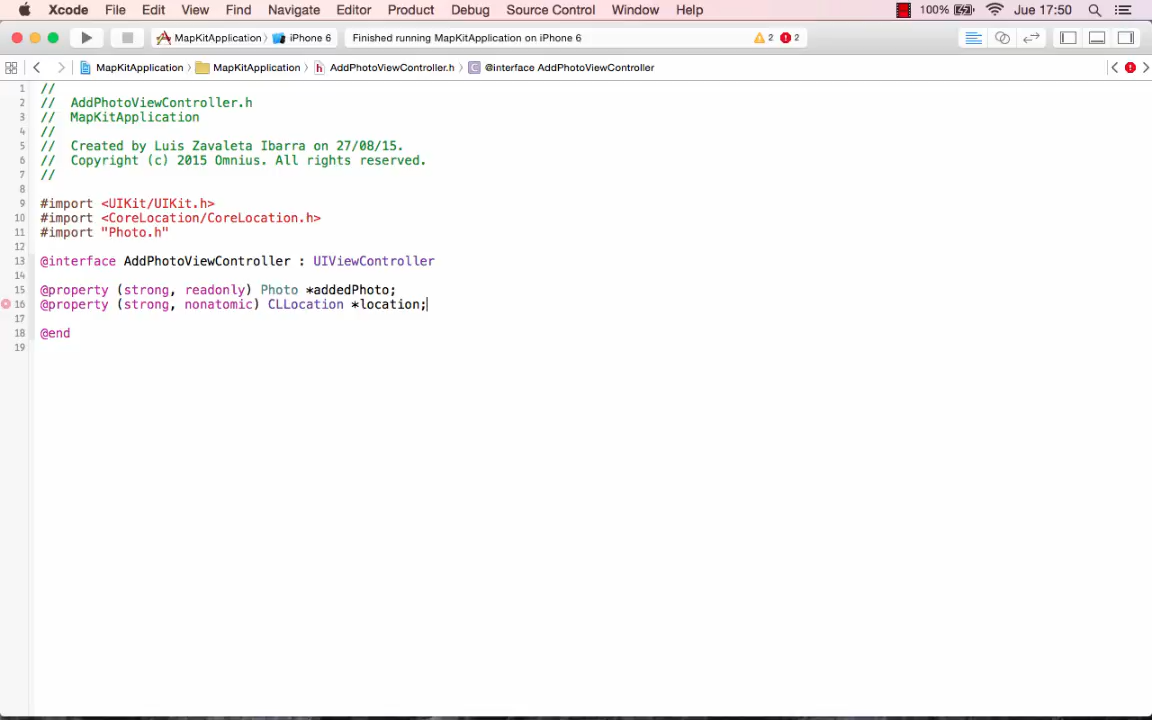 Xcode File Edit View Find Navigate Editor Product Debug Source Control Window Help 100% Jue 17:50
MapKitApplication iPhone 6 Finished running MapKitApplication on iPhone 6 2 2
MapKitApplication MapKitApplication AddPhotoViewController.h @interface AddPhotoViewController
1 //
2 //  AddPhotoViewController.h
3 //  MapKitApplication
4 //
5 //  Created by Luis Zavaleta Ibarra on 27/08/15.
6 //  Copyright (c) 2015 Omnius. All rights reserved.
7 //
8
9 #import <UIKit/UIKit.h>
10 #import <CoreLocation/CoreLocation.h>
11 #import "Photo.h"
12
13 @interface AddPhotoViewController : UIViewController
14
15 @property (strong, readonly) Photo *addedPhoto;
16 @property (strong, nonatomic) CLLocation *location;
17
18 @end
19